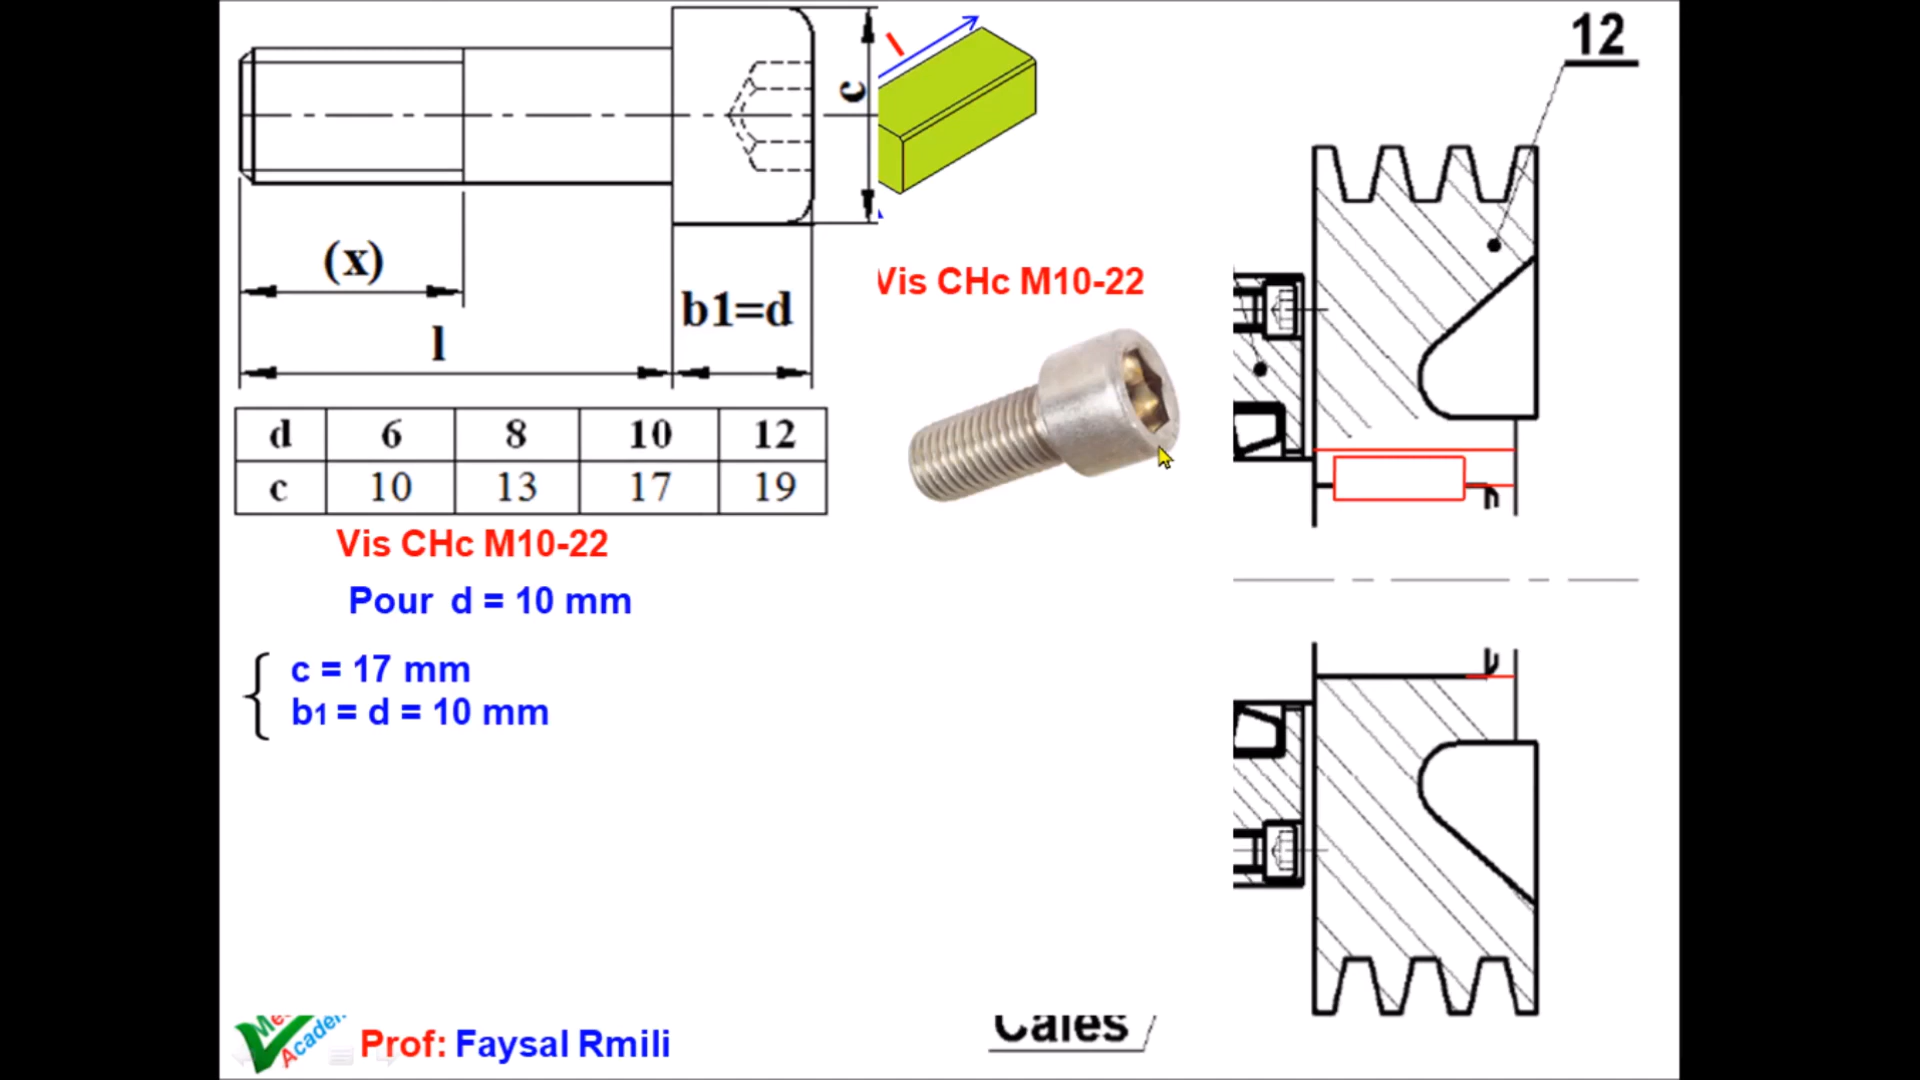 12
c
l
(x)
b1=d
l
Vis CHc M10-22
d 6 8 10 12
c 10 13 17 19
Vis CHc M10-22
Pour d = 10 mm
c = 17 mm
b1 = d = 10 mm
Cales
Prof: Faysal Rmili